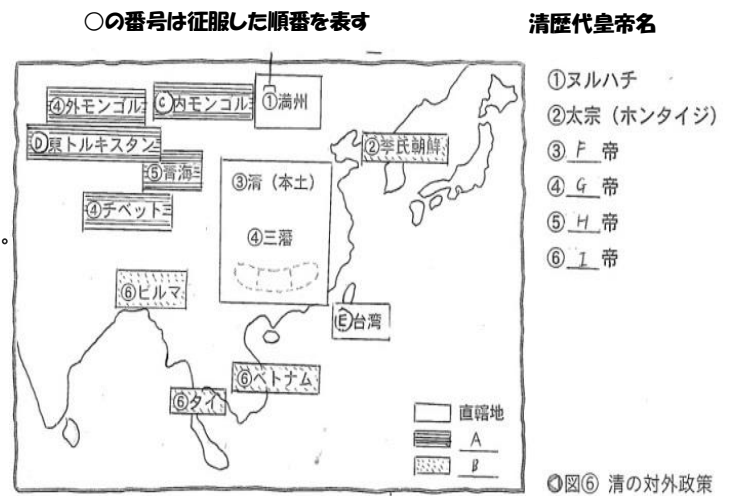 ○の番号は征服した順番を表す
清歴代皇帝名
④外モンゴル
Ⓒ内モンゴル
①満州
Ⓓ東トルキスタン
②李氏朝鮮
⑤青海
③清（本土）
④チベット
④三藩
⑥ビルマ
Ⓔ台湾
⑥ベトナム
⑥タイ
直轄地
A
B
①ヌルハチ
②太宗（ホンタイジ）
③ F 帝
④ G 帝
⑤ H 帝
⑥ I 帝
図⑥ 清の対外政策